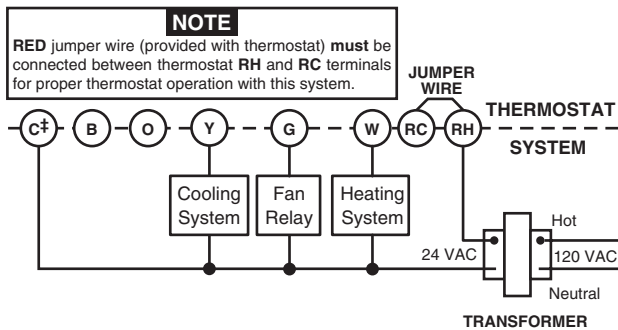 NOTE
RED jumper wire (provided with thermostat) must be
connected between thermostat RH and RC terminals
for proper thermostat operation with this system.
JUMPER
WIRE
THERMOSTAT
C‡ B O Y G W RC RH
SYSTEM
Cooling
System
Fan
Relay
Heating
System
Hot
24 VAC
120 VAC
Neutral
TRANSFORMER